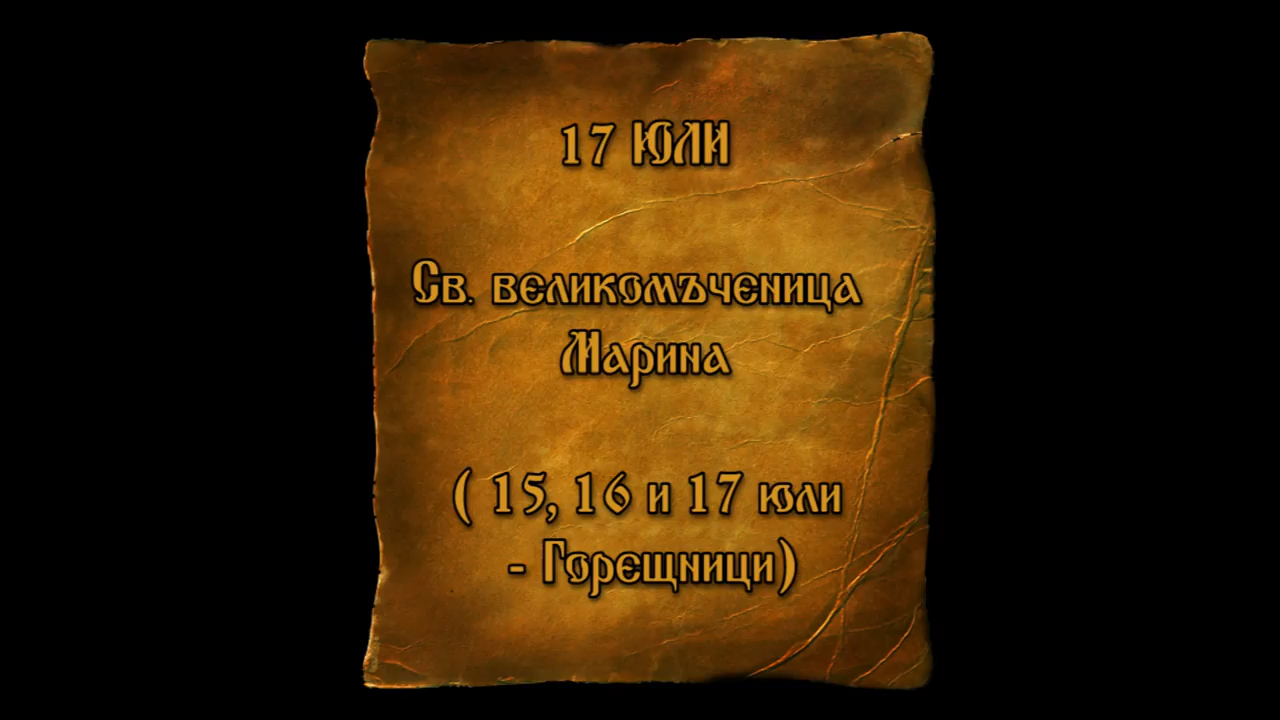 17 ЮЛИ
Св. великомъченица
Марина
( 15, 16 и 17 юли
- Горещници)